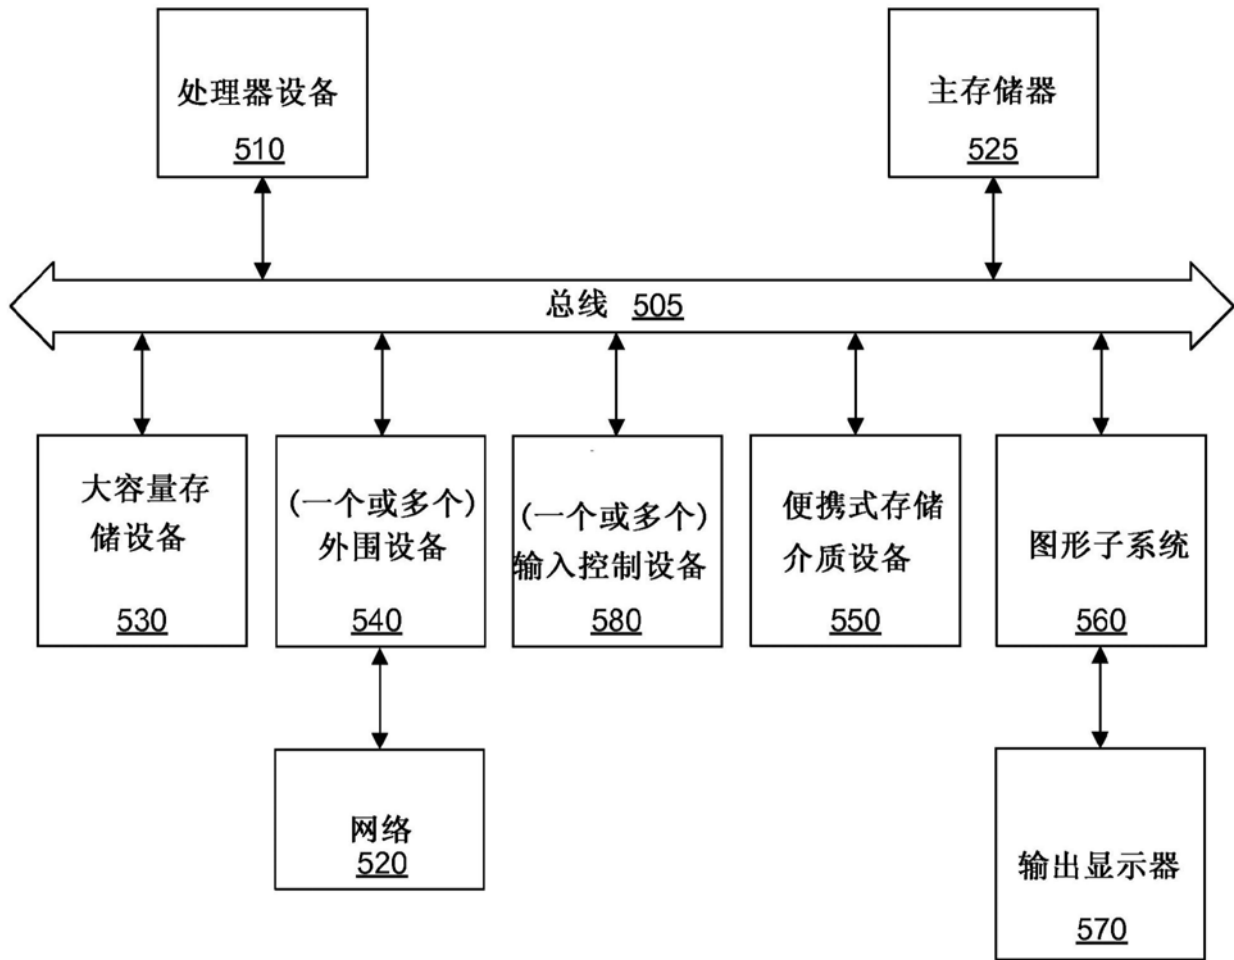 处理器设备
510
主存储器
525
总线 505
大容量存
储设备
530
(一个或多个)
外围设备
540
(一个或多个)
输入控制设备
580
便携式存储
介质设备
550
图形子系统
560
网络
520
输出显示器
570